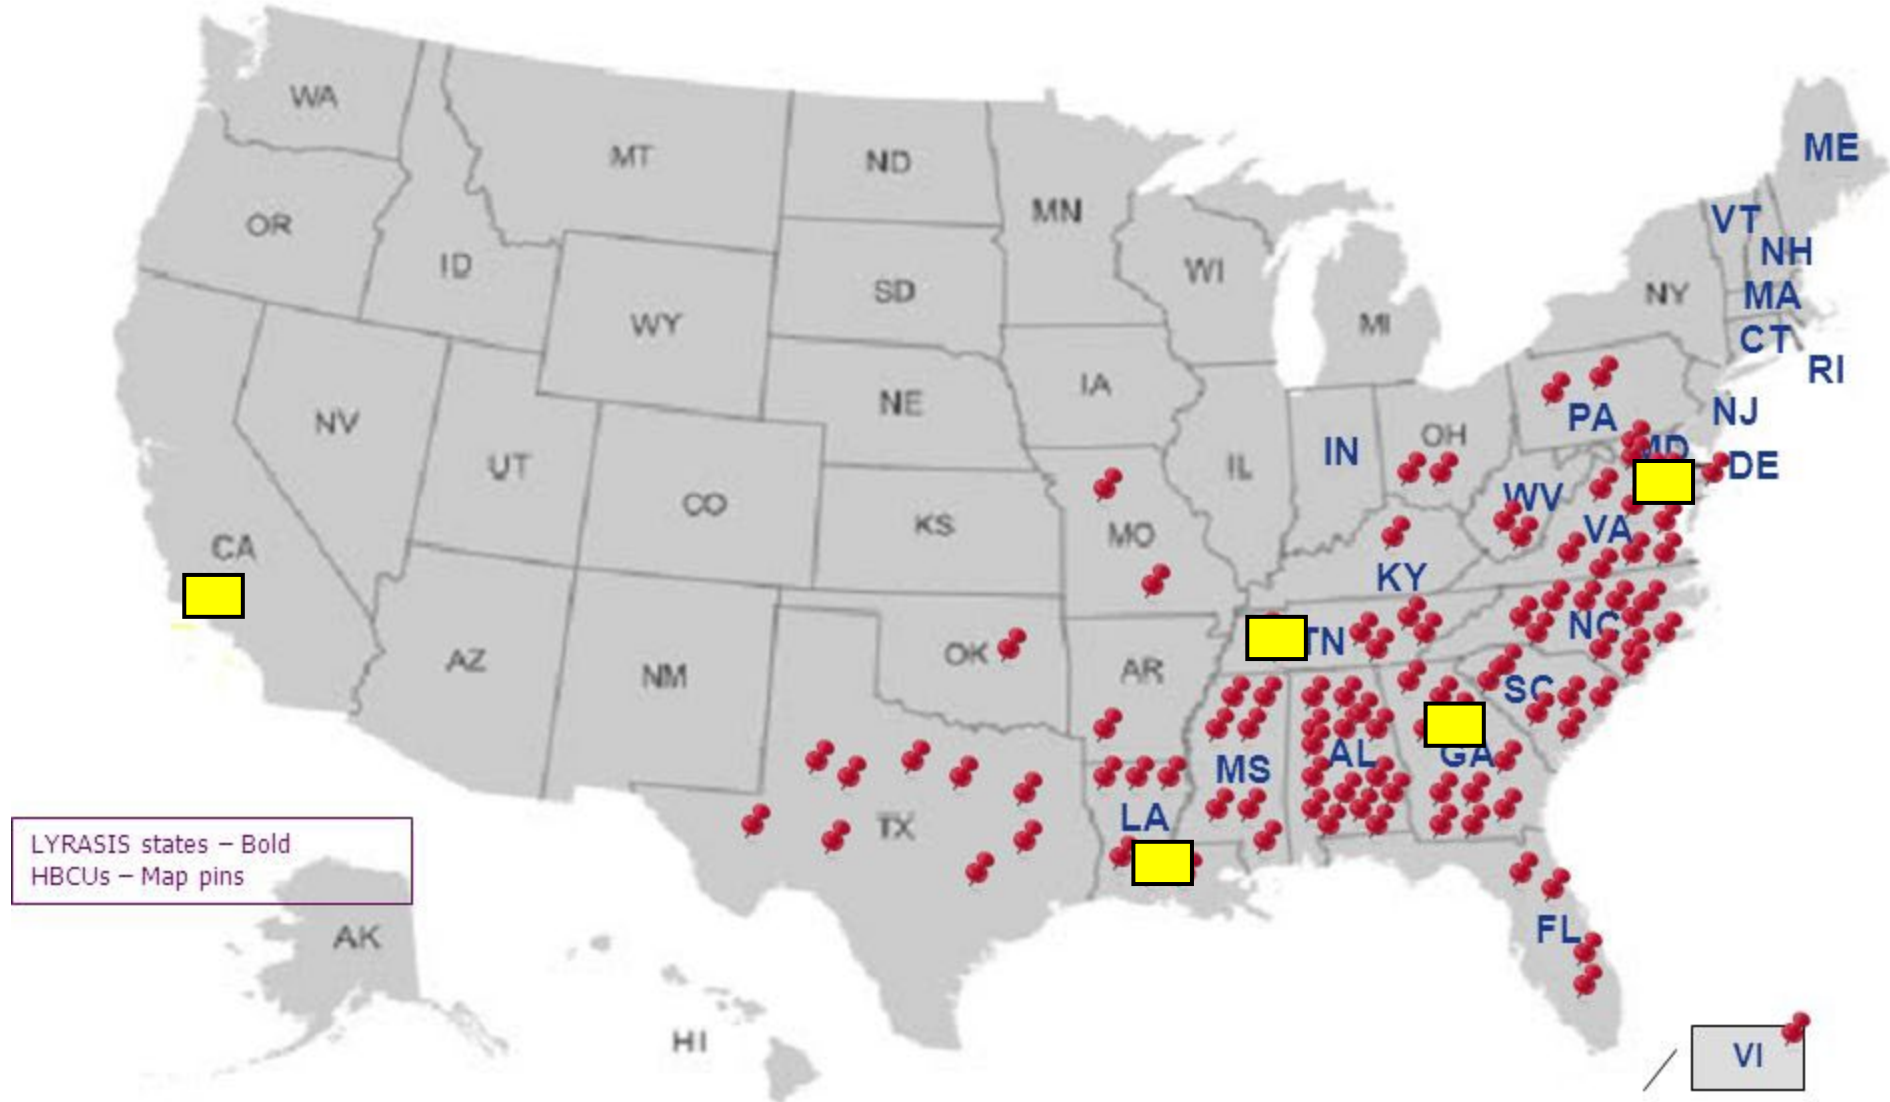 WA
MT
ND
MN
ME
OR
ID
SD
WI
VT
NH
NY
MA
WY
MI
CT
RI
NV
NE
IA
PA
NJ
UT
CO
IL
IN
OH
MD
DE
KS
MO
WV
VA
CA
KY
AZ
NM
OK
AR
TN
NC
SC
MS
AL
GA
TX
LA
LYRASIS states – Bold
HBCUs – Map pins
AK
FL
HI
VI